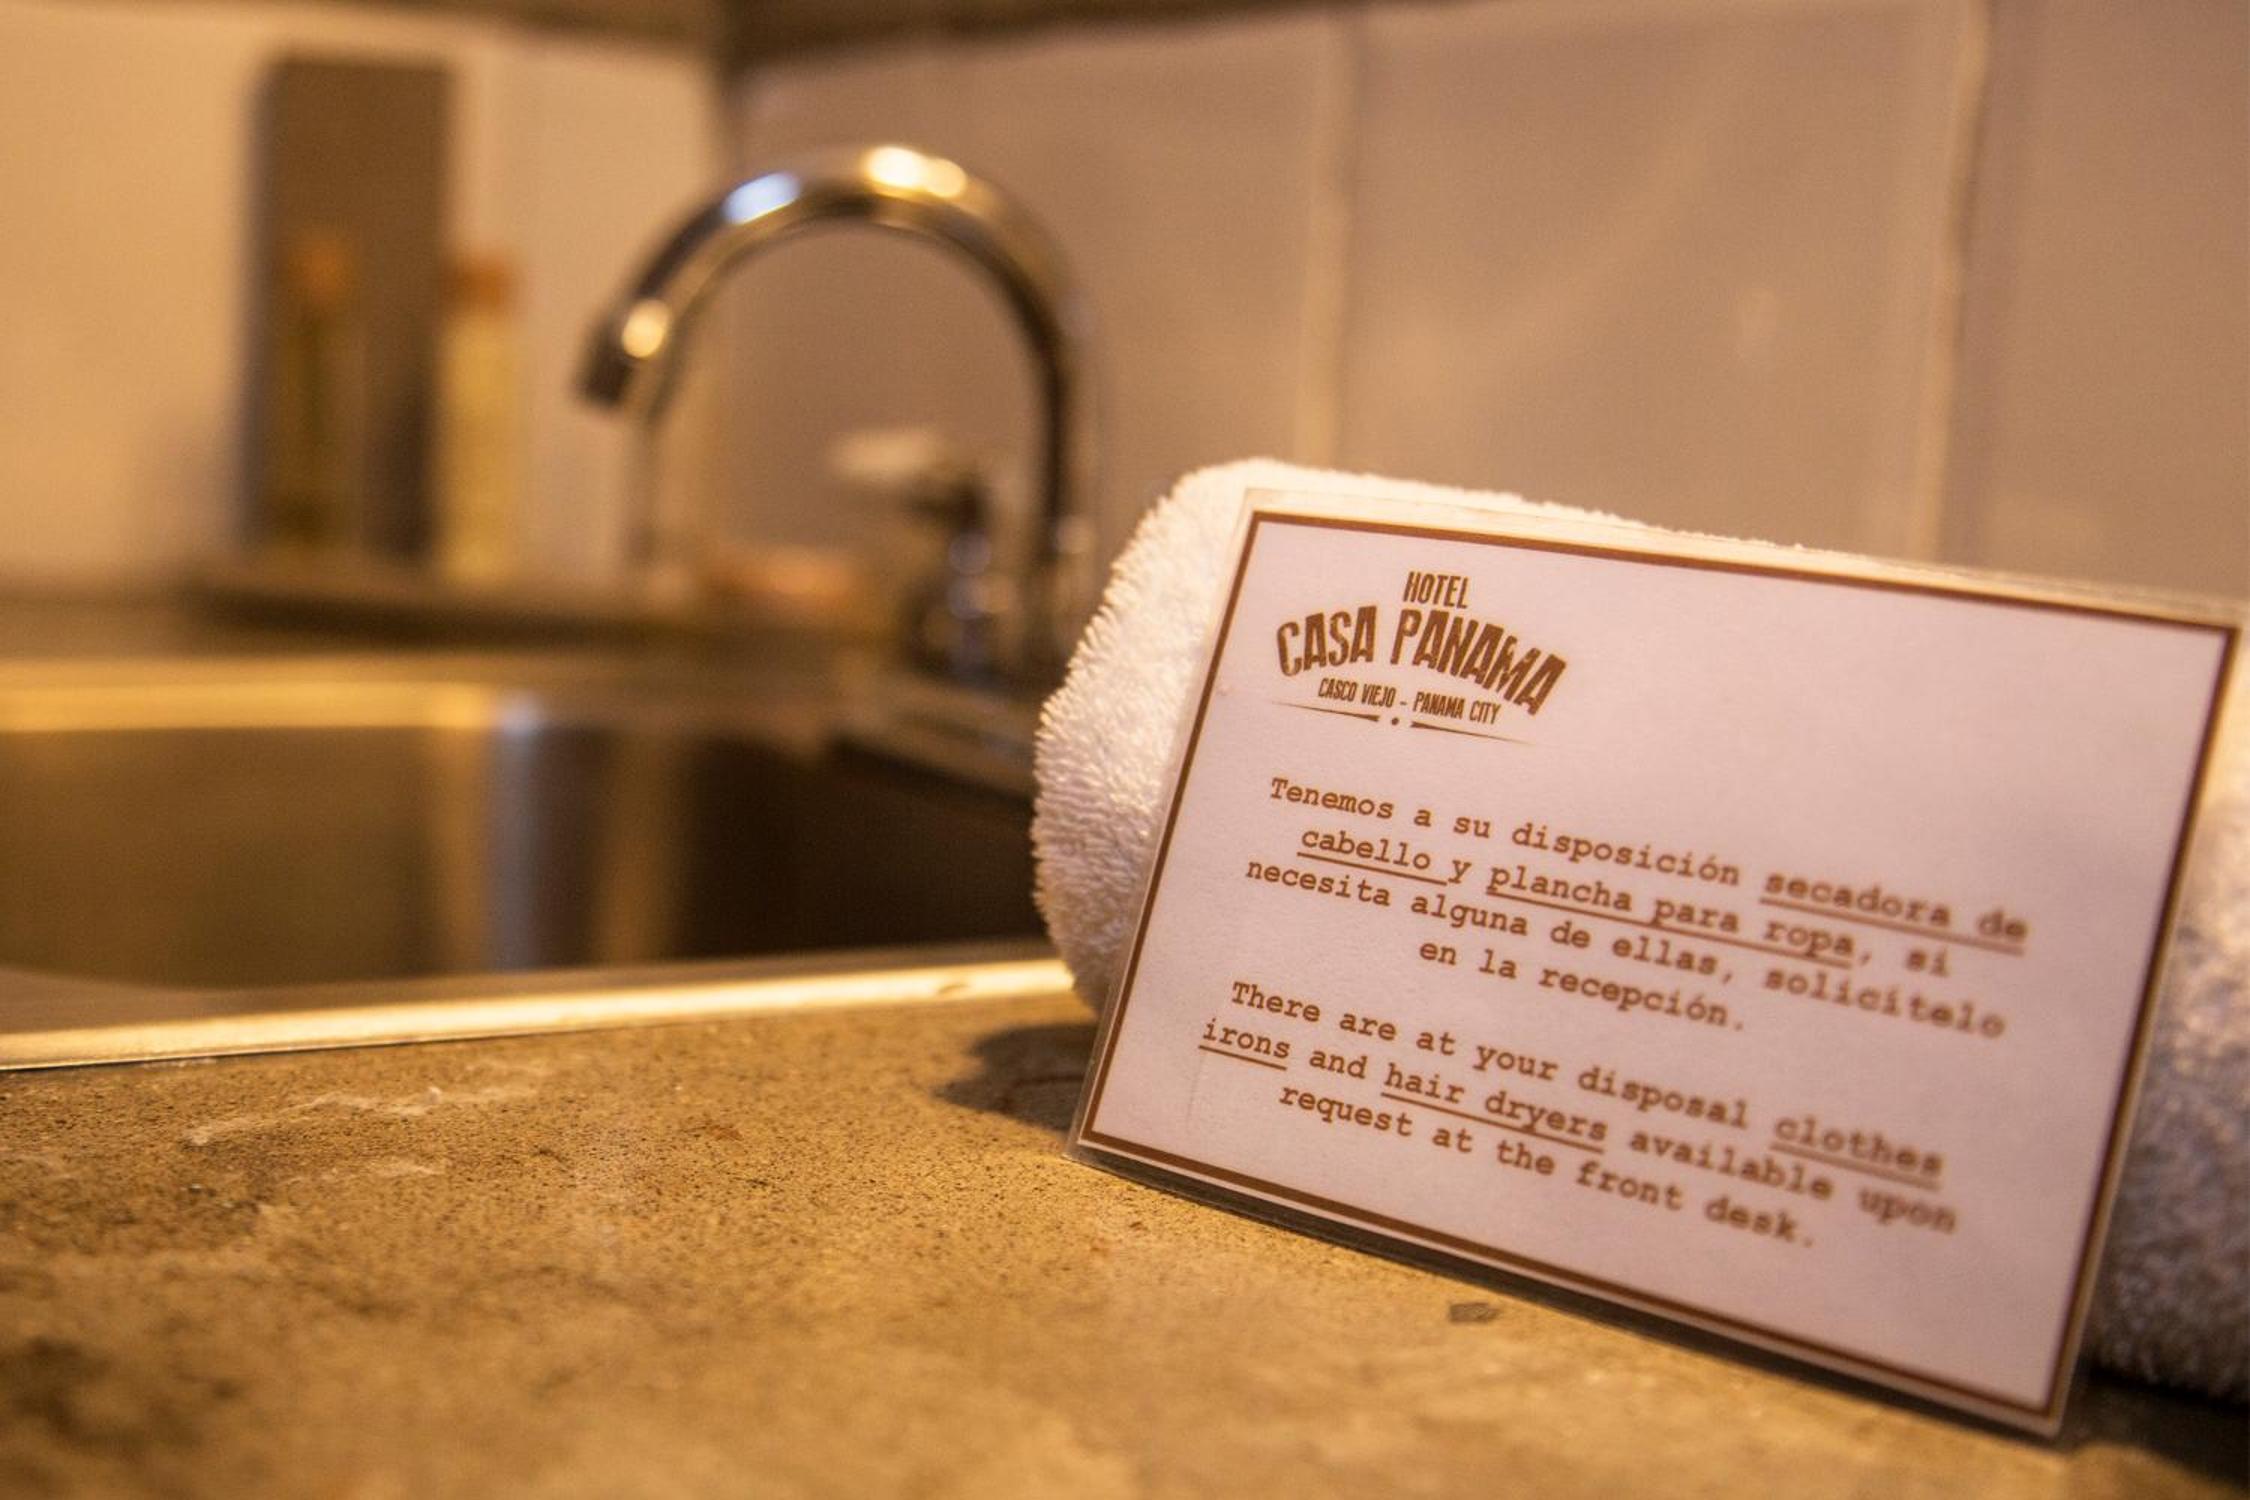 HOTEL
CASA PANAMA
CASCO VIEJO - PANAMA CITY
Tenemos a su disposición secadora de
cabello y plancha para ropa, si
necesita alguna de ellas, solicítelo
en la recepción.
There are at your disposal clothes
irons and hair dryers available upon
request at the front desk.